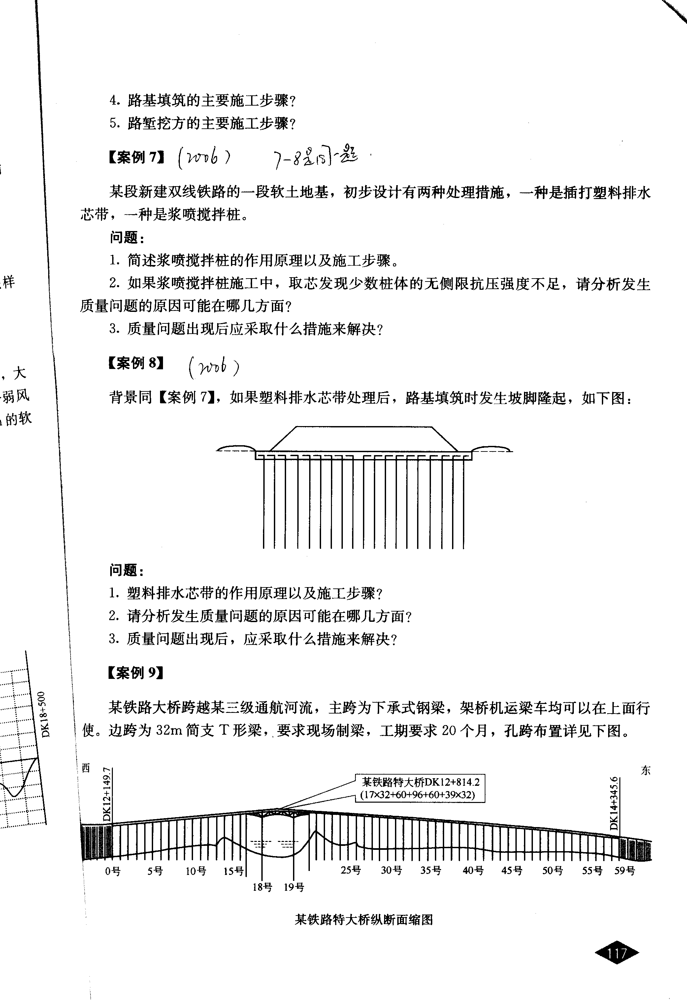 4. 路基填筑的主要施工步骤？
5. 路堑挖方的主要施工步骤？
【案例 7】 (2006) 7-8是同一题.
某段新建双线铁路的一段软土地基，初步设计有两种处理措施，一种是插打塑料排水
芯带，一种是浆喷搅拌桩。
问题：
1. 简述浆喷搅拌桩的作用原理以及施工步骤。
2. 如果浆喷搅拌桩施工中，取芯发现少数桩体的无侧限抗压强度不足，请分析发生
质量问题的原因可能在哪几方面？
3. 质量问题出现后应采取什么措施来解决？
【案例 8】 (2006)
背景同【案例 7】，如果塑料排水芯带处理后，路基填筑时发生坡脚隆起，如下图：
问题：
1. 塑料排水芯带的作用原理以及施工步骤？
2. 请分析发生质量问题的原因可能在哪几方面？
3. 质量问题出现后，应采取什么措施来解决？
【案例 9】
某铁路大桥跨越某三级通航河流，主跨为下承式钢梁，架桥机运梁车均可以在上面行
使。边跨为 32m 简支 T 形梁，要求现场制梁，工期要求 20 个月，孔跨布置详见下图。
西
东
DK12+149.7
某铁路特大桥DK12+814.2
(17×32+60+96+60+39×32)
DK14+345.6
0号 5号 10号 15号 25号 30号 35号 40号 45号 50号 55号 59号
18号 19号
某铁路特大桥纵断面缩图
117
样
，大
弱风
的软
DK18+500